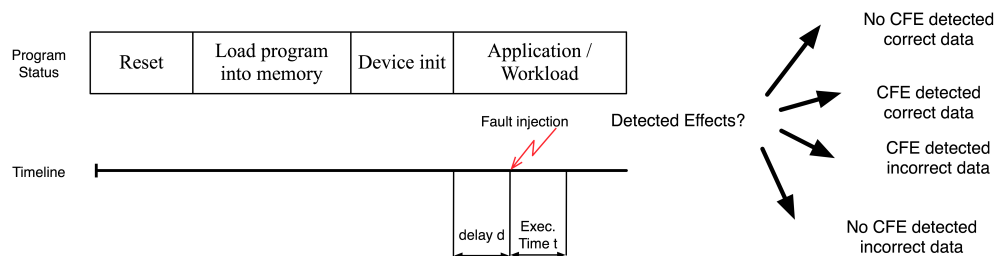 Program
Status
Reset
Load program
into memory
Device init
Application /
Workload
Fault injection
Timeline
delay d
Exec.
Time t
Detected Effects?
No CFE detected
correct data
CFE detected
correct data
CFE detected
incorrect data
No CFE detected
incorrect data